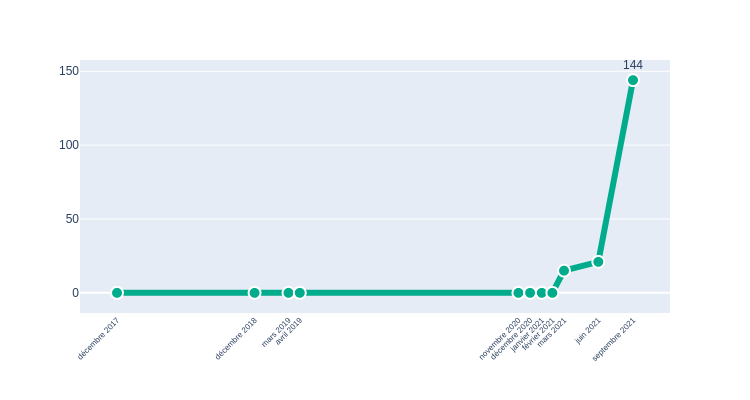 144
150
100
50
0
décembre 2017
décembre 2018
mars 2019
avril 2019
novembre 2020
décembre 2020
janvier 2021
février 2021
mars 2021
juin 2021
septembre 2021